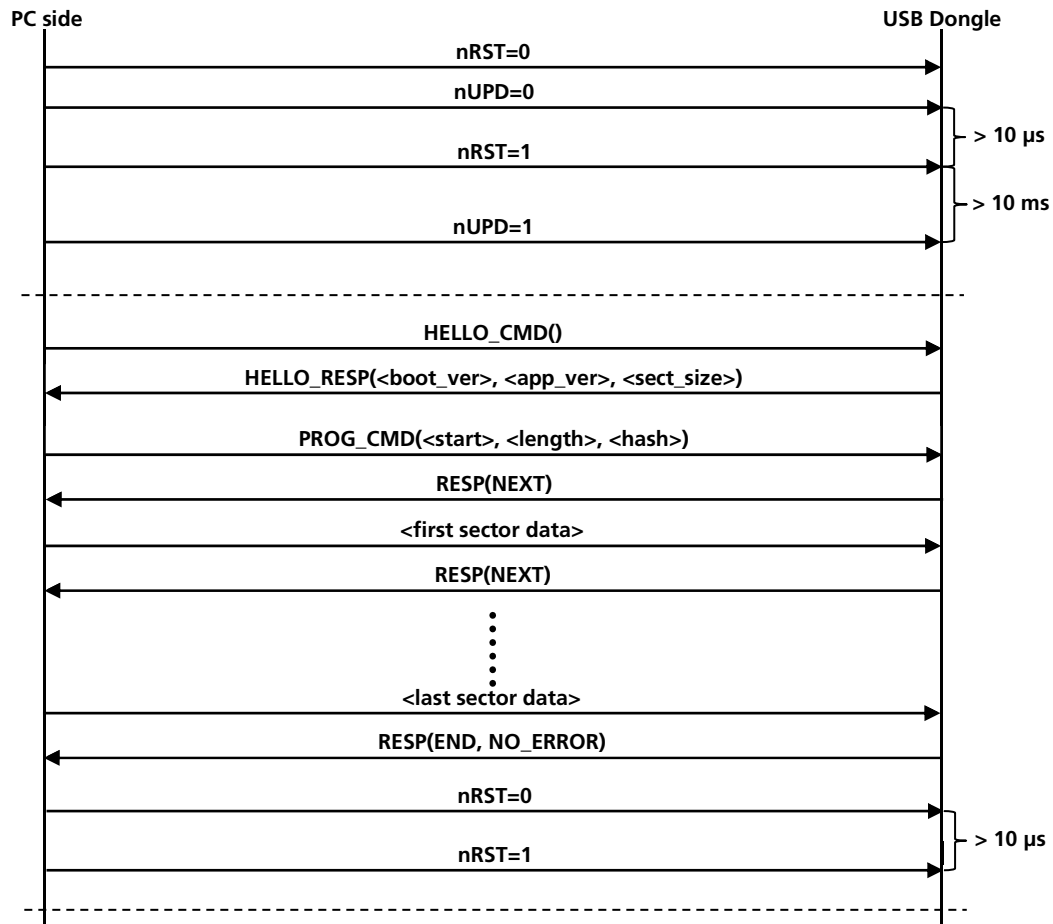 PC side
USB Dongle
nRST=0
nUPD=0
> 10 µs
nRST=1
> 10 ms
nUPD=1
HELLO_CMD()
HELLO_RESP(<boot_ver>, <app_ver>, <sect_size>)
PROG_CMD(<start>, <length>, <hash>)
RESP(NEXT)
<first sector data>
RESP(NEXT)
<last sector data>
RESP(END, NO_ERROR)
nRST=0
> 10 µs
nRST=1